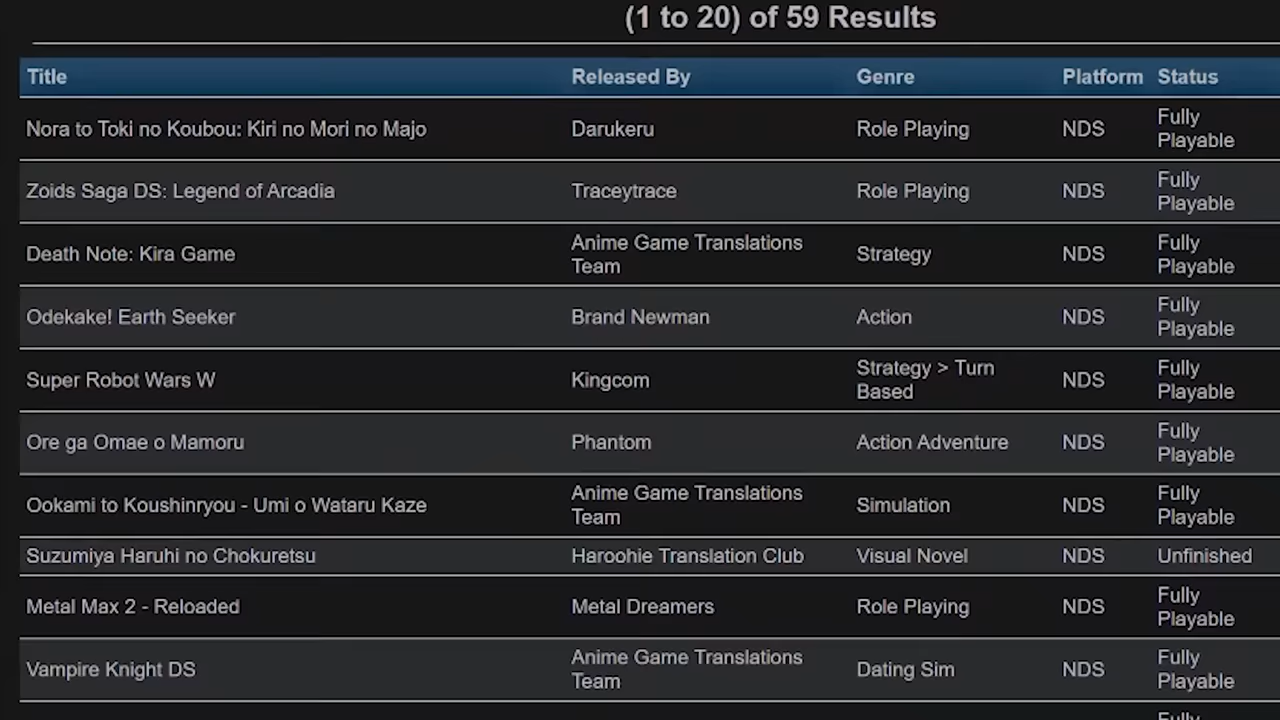 (1 to 20) of 59 Results
Title Released By Genre Platform Status
Nora to Toki no Koubou: Kiri no Mori no Majo Darukeru Role Playing NDS Fully Playable
Zoids Saga DS: Legend of Arcadia Traceytrace Role Playing NDS Fully Playable
Death Note: Kira Game Anime Game Translations Team Strategy NDS Fully Playable
Odekake! Earth Seeker Brand Newman Action NDS Fully Playable
Super Robot Wars W Kingcom Strategy > Turn Based NDS Fully Playable
Ore ga Omae o Mamoru Phantom Action Adventure NDS Fully Playable
Ookami to Koushinryou - Umi o Wataru Kaze Anime Game Translations Team Simulation NDS Fully Playable
Suzumiya Haruhi no Chokuretsu Haroohie Translation Club Visual Novel NDS Unfinished
Metal Max 2 - Reloaded Metal Dreamers Role Playing NDS Fully Playable
Vampire Knight DS Anime Game Translations Team Dating Sim NDS Fully Playable
Fully